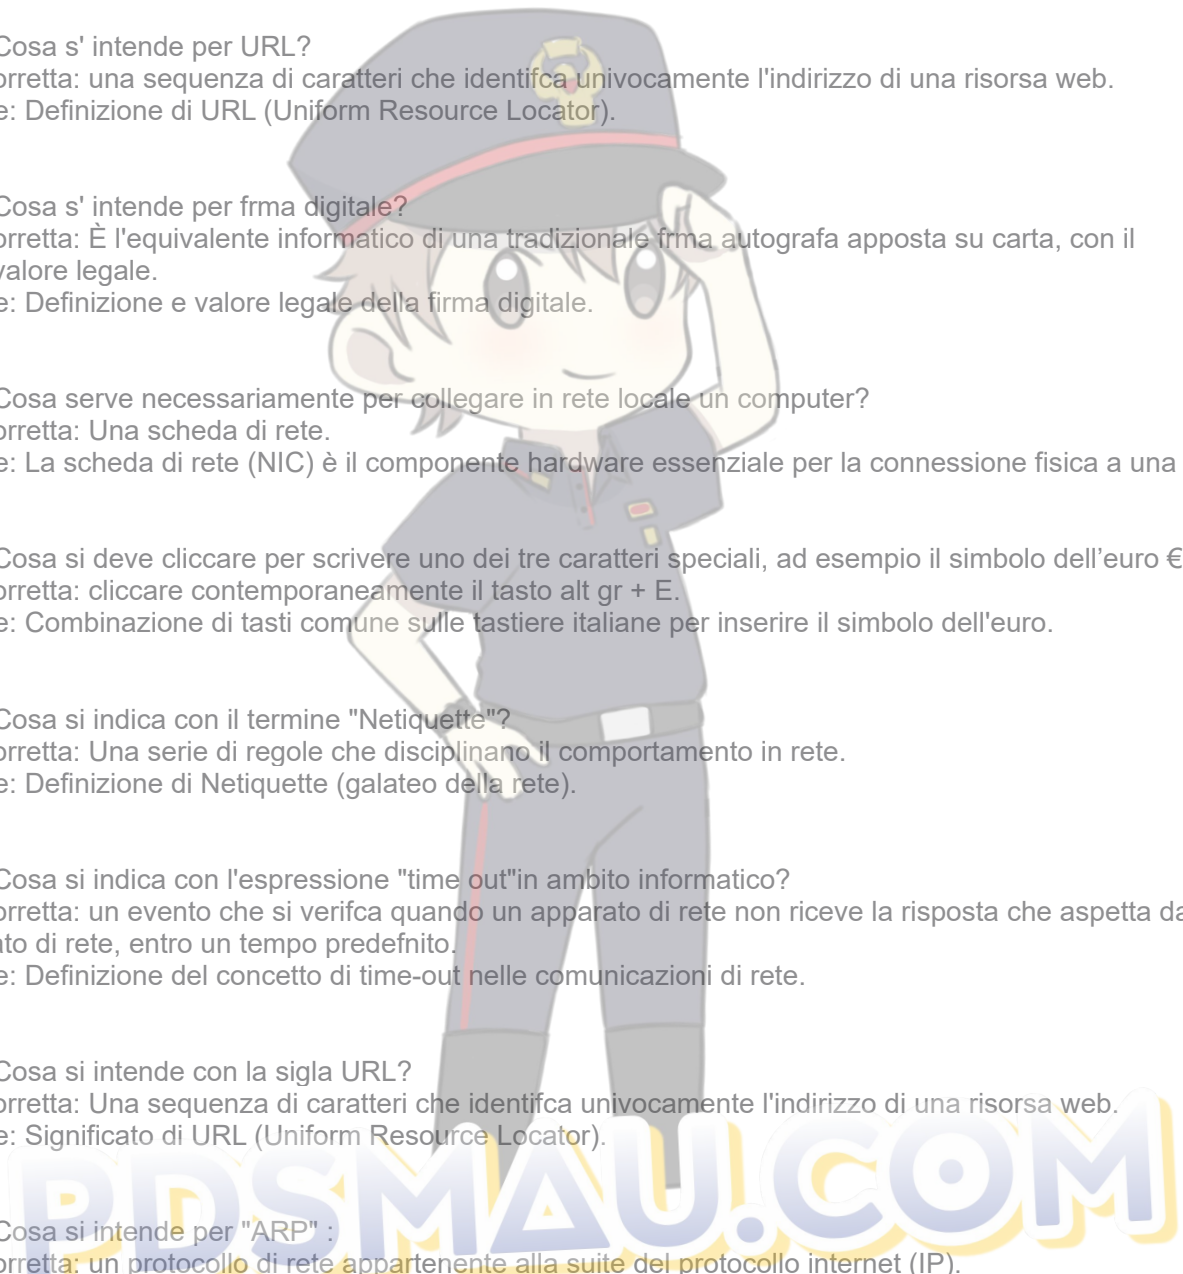 Cosa s' intende per URL?
orretta: una sequenza di caratteri che identifca univocamente l'indirizzo di una risorsa web.
e: Definizione di URL (Uniform Resource Locator).
Cosa s' intende per frma digitale?
orretta: È l'equivalente informatico di una tradizionale frma autografa apposta su carta, con il
valore legale.
e: Definizione e valore legale della firma digitale.
Cosa serve necessariamente per collegare in rete locale un computer?
orretta: Una scheda di rete.
e: La scheda di rete (NIC) è il componente hardware essenziale per la connessione fisica a una
Cosa si deve cliccare per scrivere uno dei tre caratteri speciali, ad esempio il simbolo dell’euro €
orretta: cliccare contemporaneamente il tasto alt gr + E.
e: Combinazione di tasti comune sulle tastiere italiane per inserire il simbolo dell'euro.
Cosa si indica con il termine "Netiquette"?
orretta: Una serie di regole che disciplinano il comportamento in rete.
e: Definizione di Netiquette (galateo della rete).
Cosa si indica con l'espressione "time out"in ambito informatico?
orretta: un evento che si verifca quando un apparato di rete non riceve la risposta che aspetta da
ato di rete, entro un tempo predefnito.
e: Definizione del concetto di time-out nelle comunicazioni di rete.
Cosa si intende con la sigla URL?
orretta: Una sequenza di caratteri che identifca univocamente l'indirizzo di una risorsa web.
e: Significato di URL (Uniform Resource Locator).
PDSMAU.COM
Cosa si intende per "ARP" :
orretta: un protocollo di rete appartenente alla suite del protocollo internet (IP).